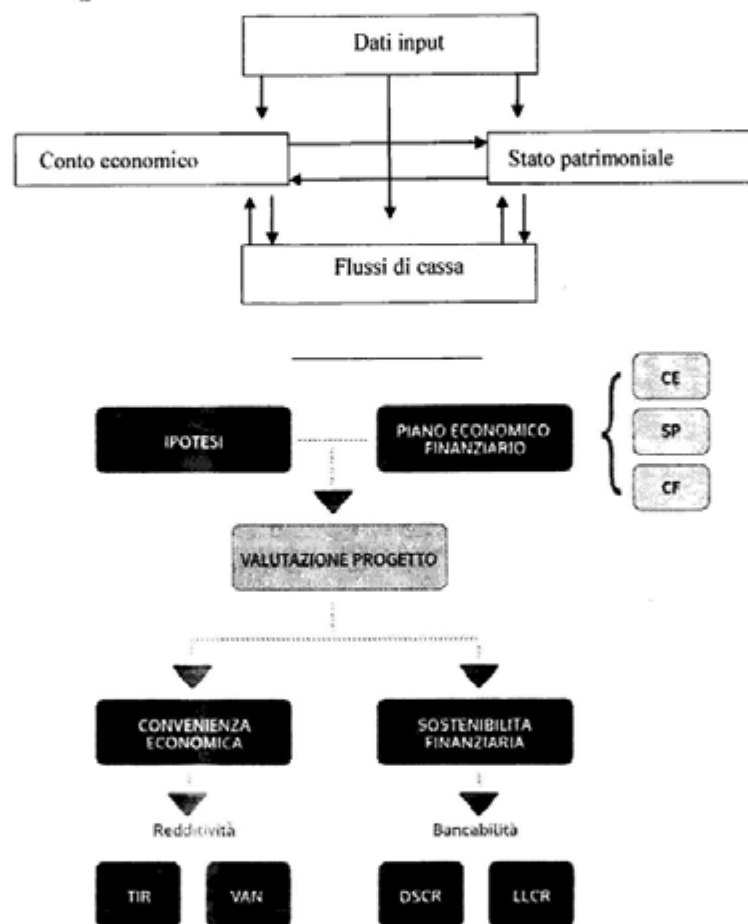 Dati input
Conto economico
Stato patrimoniale
Flussi di cassa
CE
IPOTESI
PIANO ECONOMICO
FINANZIARIO
SP
CF
VALUTAZIONE PROGETTO
CONVENIENZA
ECONOMICA
SOSTENIBILITA
FINANZIARIA
Redditività
Bancabilità
TIR
VAN
DSCR
LLCR